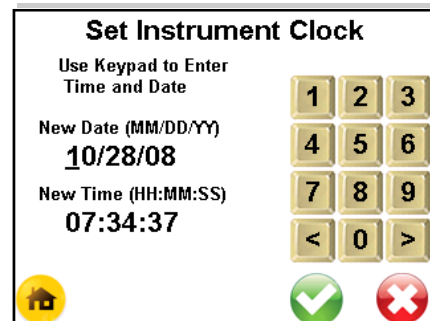 Set Instrument Clock
Use Keypad to Enter
Time and Date
New Date (MM/DD/YY)
10/28/08
New Time (HH:MM:SS)
07:34:37
1 2 3
4 5 6
7 8 9
< 0 >